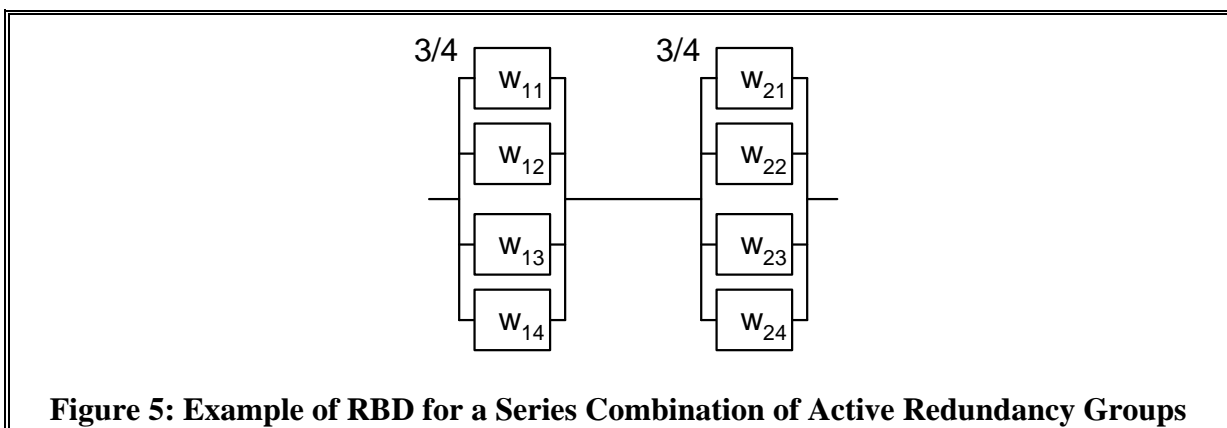 3/4 3/4
w11 w21
w12 w22
w13 w23
w14 w24
Figure 5: Example of RBD for a Series Combination of Active Redundancy Groups